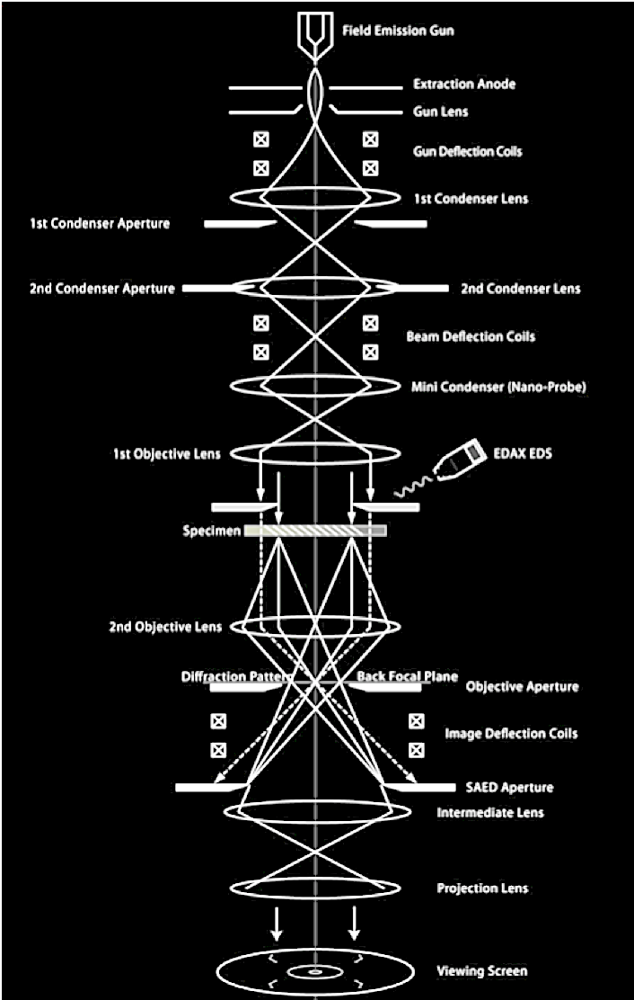 Field Emission Gun
Extraction Anode
Gun Lens
Gun Deflection Coils
1st Condenser Lens
1st Condenser Aperture
2nd Condenser Aperture
2nd Condenser Lens
Beam Deflection Coils
Mini Condenser (Nano-Probe)
1st Objective Lens
EDAX EDS
Specimen
2nd Objective Lens
Diffraction Pattern
Back Focal Plane
Objective Aperture
Image Deflection Coils
SAED Aperture
Intermediate Lens
Projection Lens
Viewing Screen